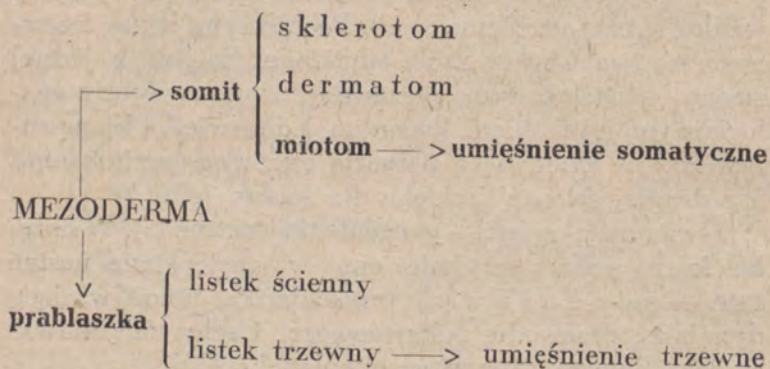 sklerotom
> somit dermatom
miotom —> umięśnienie somatyczne
MEZODERMA
listek ścienny
prablaszka
listek trzewny —> umięśnienie trzewne